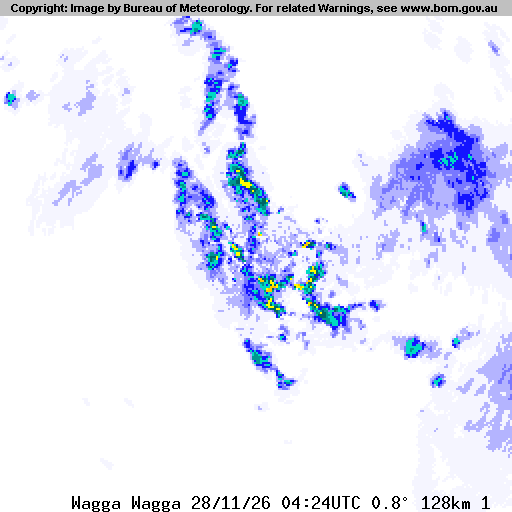 Copyright: Image by Bureau of Meteorology. For related Warnings, see www.bom.gov.au
Wagga Wagga 28/11/26 04:24UTC 0.8° 128km 1